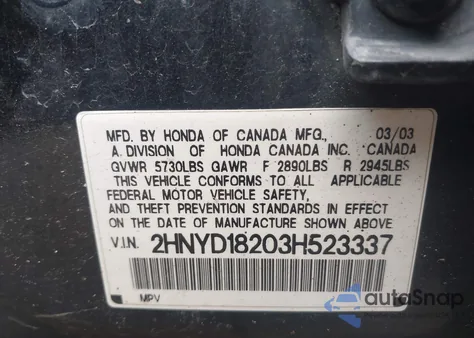 MFD. BY HONDA OF CANADA MFG., 03/03
A DIVISION OF HONDA CANADA INC. CANADA
GVWR 5730LBS GAWR F 2890LBS R 2945LBS
THIS VEHICLE CONFORMS TO ALL APPLICABLE
FEDERAL MOTOR VEHICLE SAFETY,
AND THEFT PREVENTION STANDARDS IN EFFECT
ON THE DATE OF MANUFACTURE SHOWN ABOVE.
V.I.N. 2HNYD18203H523337
MPV
autoSnap